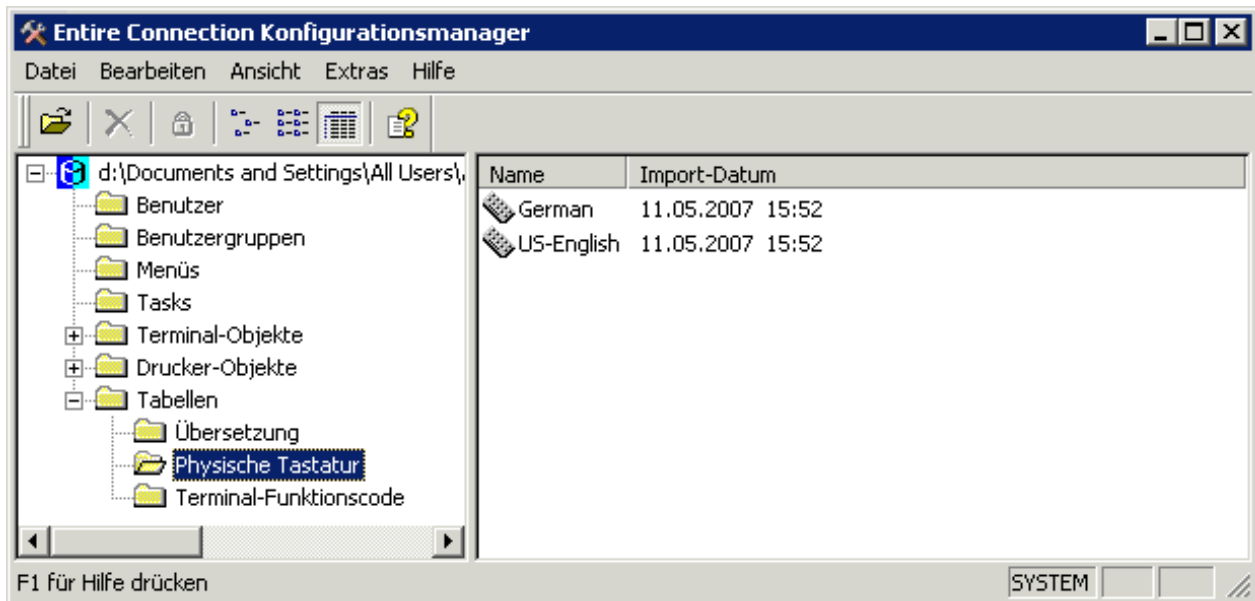 Entire Connection Konfigurationsmanager
Datei Bearbeiten Ansicht Extras Hilfe
d:\Documents and Settings\All Users\
Benutzer
Benutzergruppen
Menüs
Tasks
Terminal-Objekte
Drucker-Objekte
Tabellen
Übersetzung
Physische Tastatur
Terminal-Funktionscode
Name Import-Datum
German 11.05.2007 15:52
US-English 11.05.2007 15:52
F1 für Hilfe drücken SYSTEM